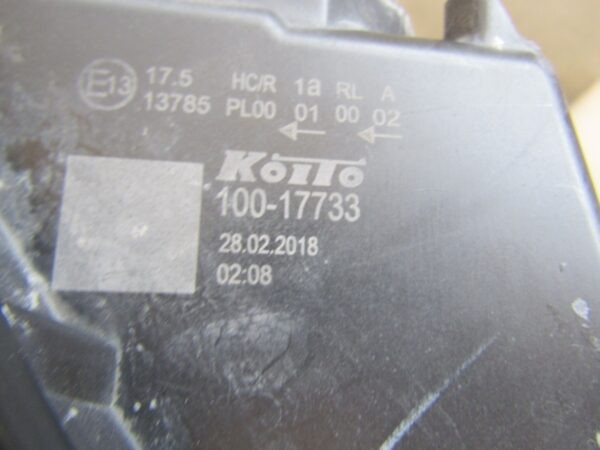 E13 17.5 HC/R 1a RL A
13785 PL00 01 00 02
KOITO
100-17733
28.02.2018
02:08